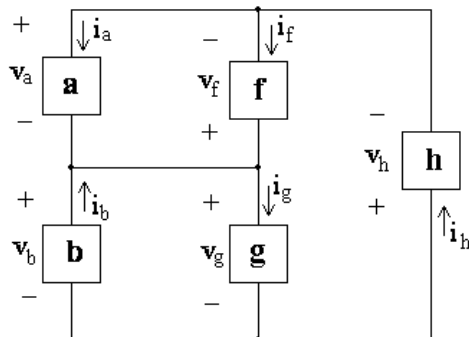 + i_a − i_f
v_a a v_f f −
− + v_h h
+ i_b + i_g + i_h
v_b b v_g g
− −